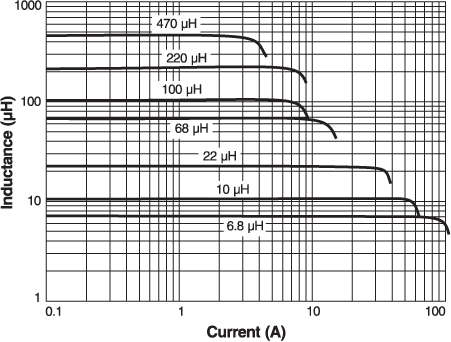 1000
470 µH
220 µH
100 µH
100
68 µH
22 µH
10 µH
10
6.8 µH
1
0.1 1 10 100
Inductance (µH)
Current (A)